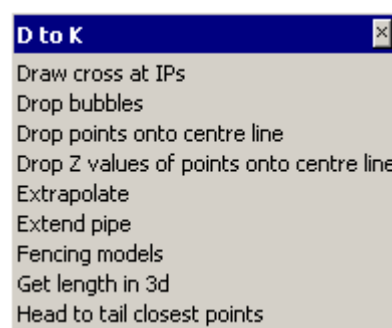 D to K
Draw cross at IPs
Drop bubbles
Drop points onto centre line
Drop Z values of points onto centre line
Extrapolate
Extend pipe
Fencing models
Get length in 3d
Head to tail closest points